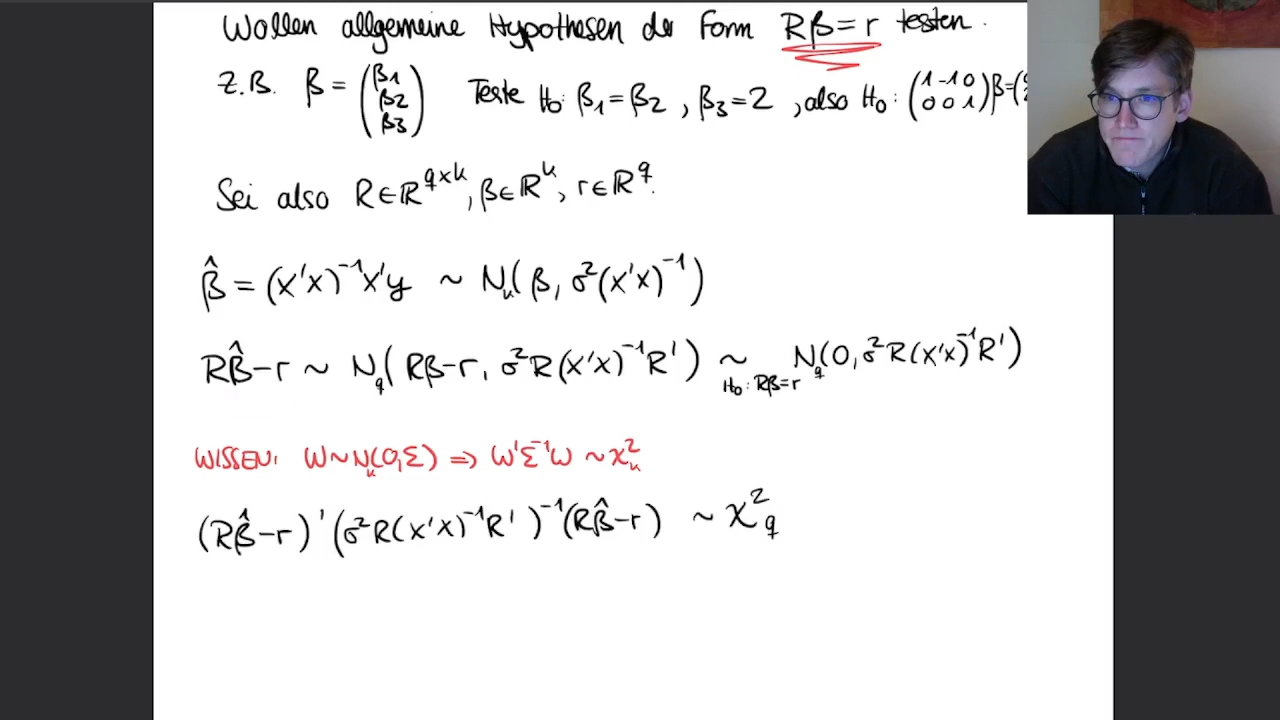 Wollen allgemeine Hypothesen der Form Rβ = r testen.
Z.B. β = (β1 β2 β3) Teste H0: β1 = β2, β3 = 2, also H0: (1 -1 0 0 0 1) β = (
Sei also R ∈ ℝ^{q×k}, β ∈ ℝ^k, r ∈ ℝ^q.
β̂ = (X'X)^{-1}X'y ~ N_k(β, σ²(X'X)^{-1})
Rβ̂ - r ~ N_q(Rβ - r, σ²R(X'X)^{-1}R') ~_{H0: Rβ = r} N_q(0, σ²R(X'X)^{-1}R')
WISSEN: W ~ N_k(0, Σ) ⇒ W'Σ^{-1}W ~ χ²_k
(Rβ̂ - r)'(σ²R(X'X)^{-1}R')^{-1}(Rβ̂ - r) ~ χ²_q